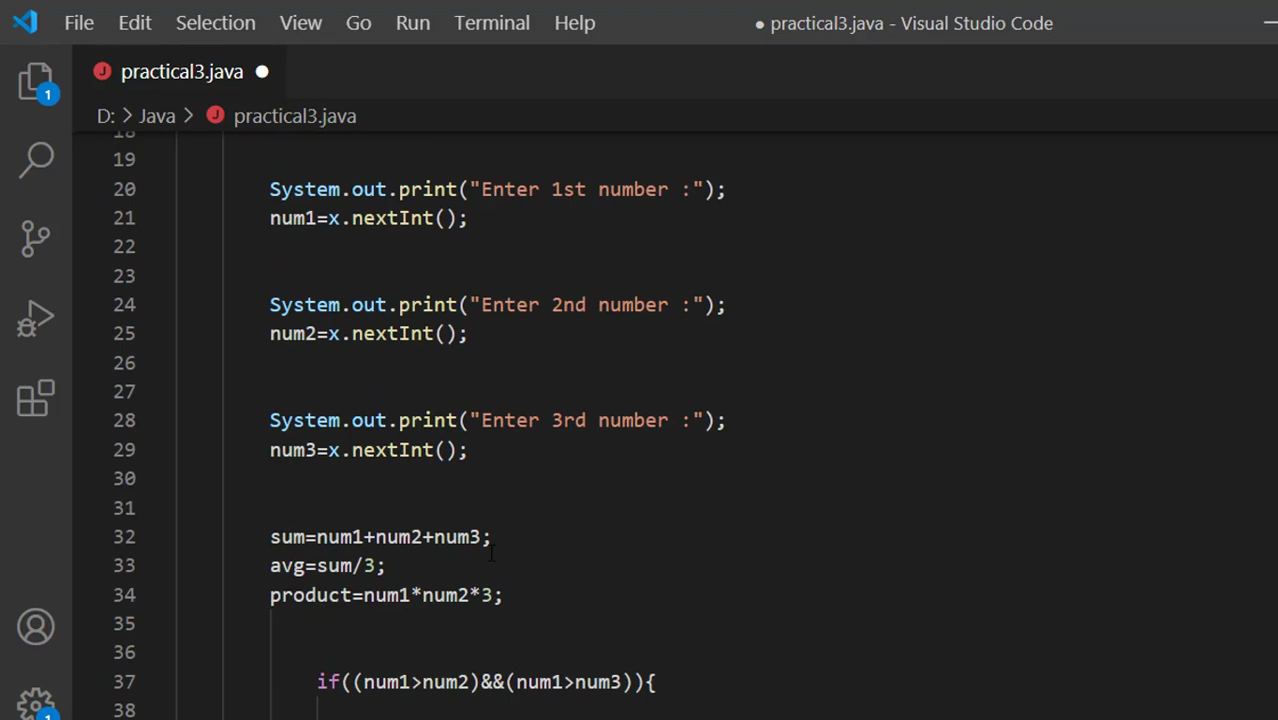 File Edit Selection View Go Run Terminal Help ● practical3.java - Visual Studio Code
J practical3.java ●
D: > Java > J practical3.java
1
18
19
20 System.out.print("Enter 1st number :");
21 num1=x.nextInt();
22
23
24 System.out.print("Enter 2nd number :");
25 num2=x.nextInt();
26
27
28 System.out.print("Enter 3rd number :");
29 num3=x.nextInt();
30
31
32 sum=num1+num2+num3;
33 avg=sum/3;
34 product=num1*num2*3;
35
36
37 if((num1>num2)&&(num1>num3)){
38
1